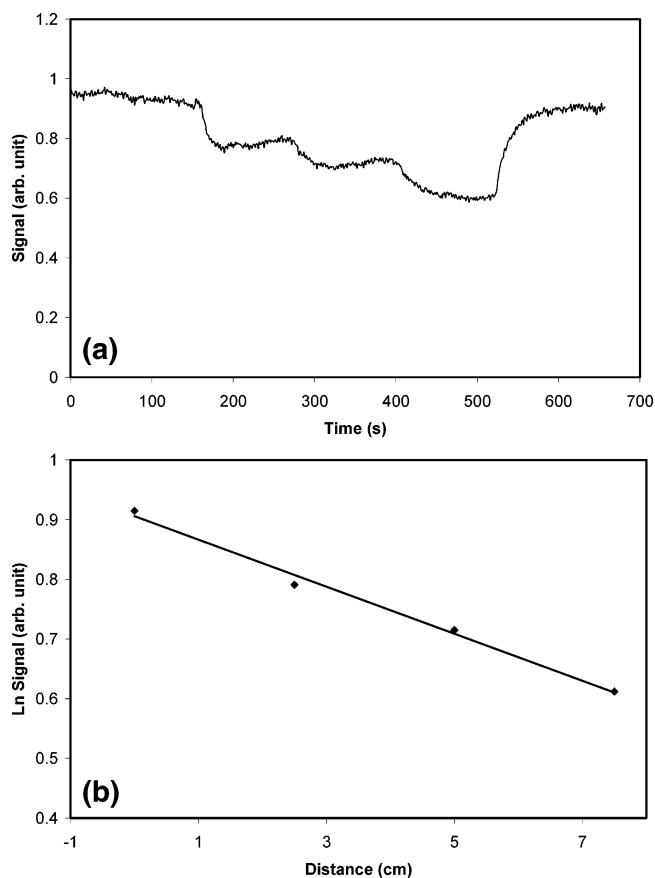 1.2
1
0.8
0.6
0.4
0.2
0
Signal (arb. unit)
(a)
0 100 200 300 400 500 600 700
Time (s)
1
0.9
0.8
0.7
0.6
0.5
0.4
Ln Signal (arb. unit)
(b)
-1 1 3 5 7
Distance (cm)